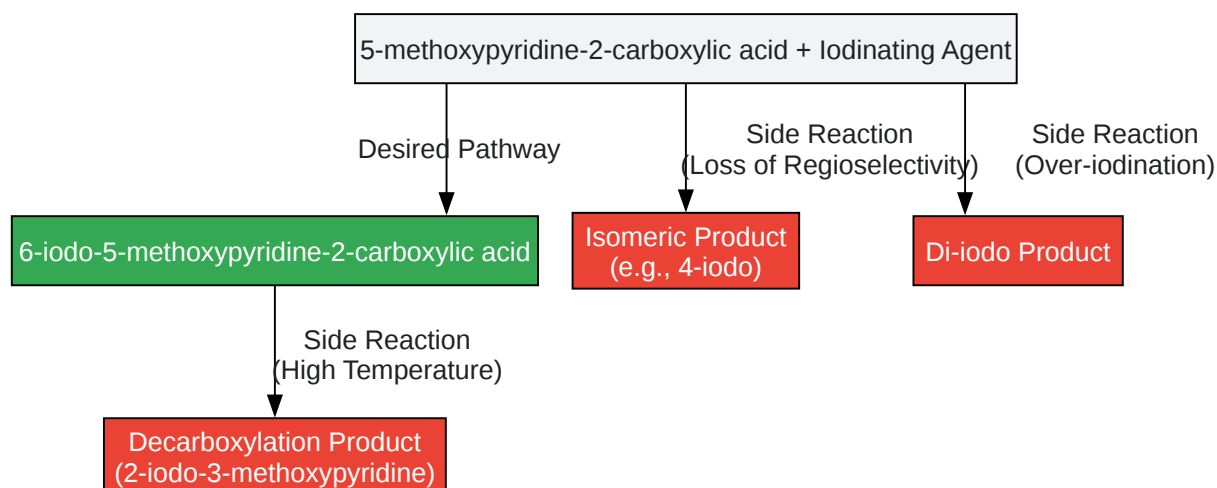 5-methoxypyridine-2-carboxylic acid + Iodinating Agent
Desired Pathway
Side Reaction
(Loss of Regioselectivity)
Side Reaction
(Over-iodination)
6-iodo-5-methoxypyridine-2-carboxylic acid
Isomeric Product
(e.g., 4-iodo)
Di-iodo Product
Side Reaction
(High Temperature)
Decarboxylation Product
(2-iodo-3-methoxypyridine)